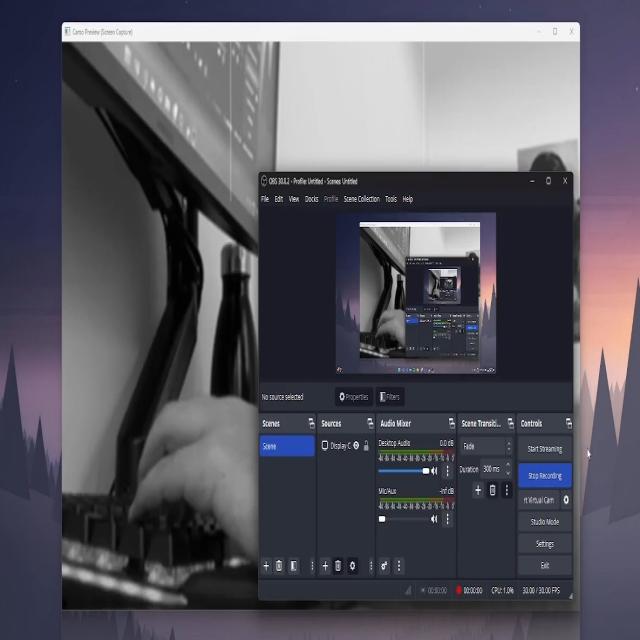 Camo Preview (Screen Capture)
OBS 30.0.2 - Profile: Untitled - Scenes: Untitled
File Edit View Docks Profile Scene Collection Tools Help
No source selected
Properties
Filters
Scenes
Sources
Audio Mixer
Scene Transiti...
Controls
Scene
Display C
Desktop Audio
0.0 dB
Mic/Aux
-inf dB
Fade
Duration 300 ms
Start Streaming
Stop Recording
rt Virtual Cam
Studio Mode
Settings
Exit
00:00:00
00:00:00
CPU: 1.0%
30.00 / 30.00 FPS